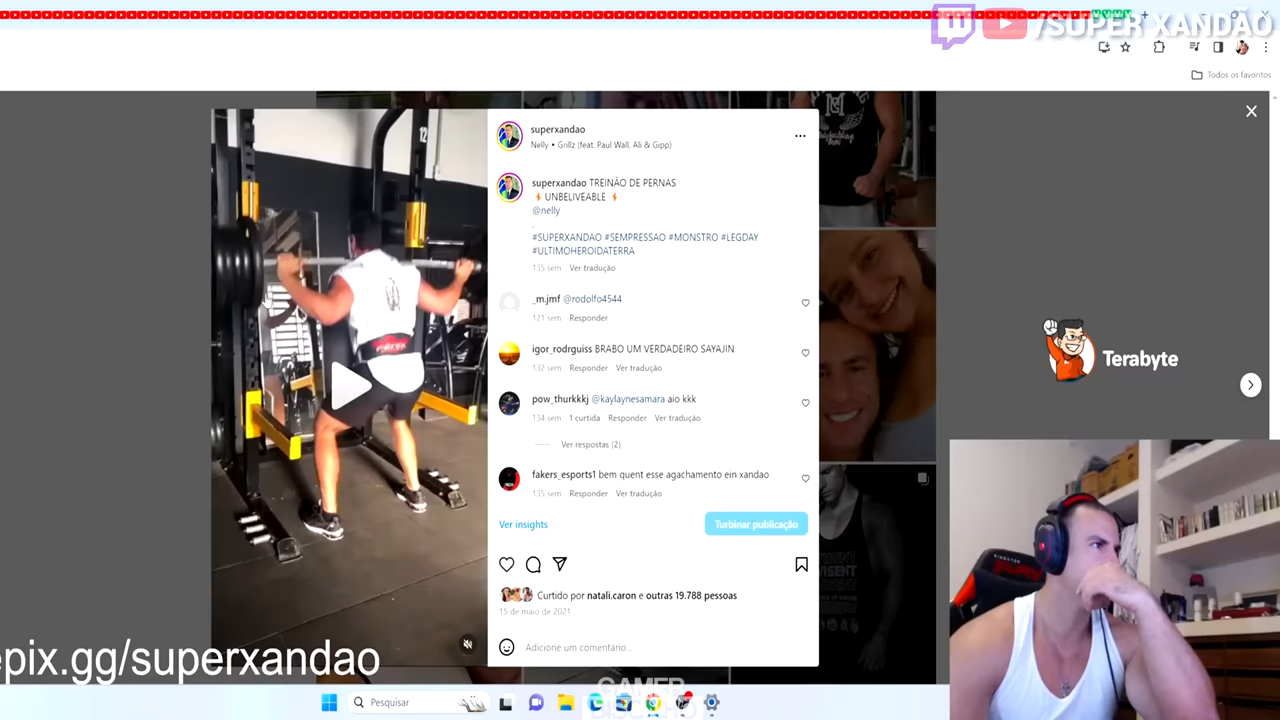 /SUPER XANDÃO
Todos os favoritos
superxandao
Nelly • Grillz (feat. Paul Wall, Ali & Gipp)
superxandao TREINÃO DE PERNAS
⚡ UNBELIVEABLE ⚡
@nelly
.
#SUPERXANDAO #SEMPRESSAO #MONSTRO #LEGDAY
#ULTIMOHEROIDATERRA
135 sem Ver tradução
_m.jmf @rodolfo4544
121 sem Responder
igor_rodrguiss BRABO UM VERDADEIRO SAYAJIN
132 sem Responder Ver tradução
pow_thurkkkj @kaylaynesamara aio kkk
134 sem 1 curtida Responder Ver tradução
Ver respostas (2)
fakers_esports1 bem quent esse agachamento ein xandao
135 sem Responder Ver tradução
Ver insights
Turbinar publicação
Curtido por natali.caron e outras 19.788 pessoas
15 de maio de 2021
Adicione um comentário...
12
Terabyte
epix.gg/superxandao
Pesquisar
GAMER